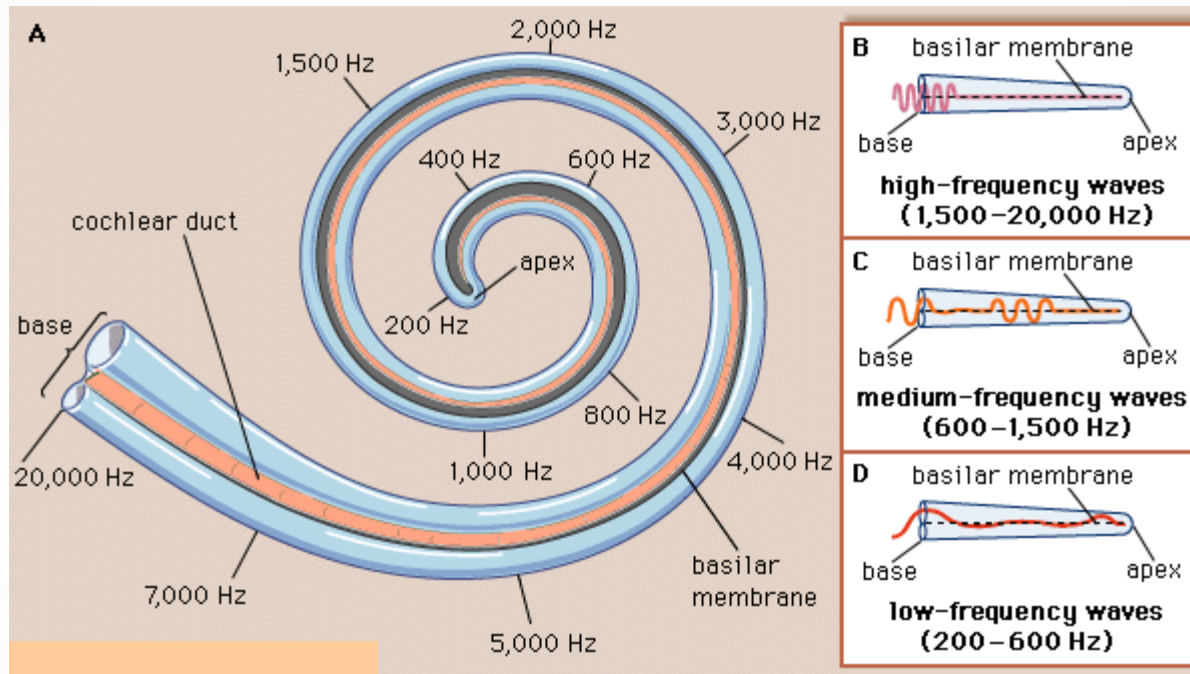 A
2,000 Hz
1,500 Hz
3,000 Hz
400 Hz
600 Hz
cochlear duct
apex
200 Hz
base
800 Hz
1,000 Hz
4,000 Hz
20,000 Hz
7,000 Hz
basilar
membrane
5,000 Hz
B
basilar membrane
base
apex
high-frequency waves
(1,500–20,000 Hz)
C
basilar membrane
base
apex
medium-frequency waves
(600–1,500 Hz)
D
basilar membrane
base
apex
low-frequency waves
(200–600 Hz)